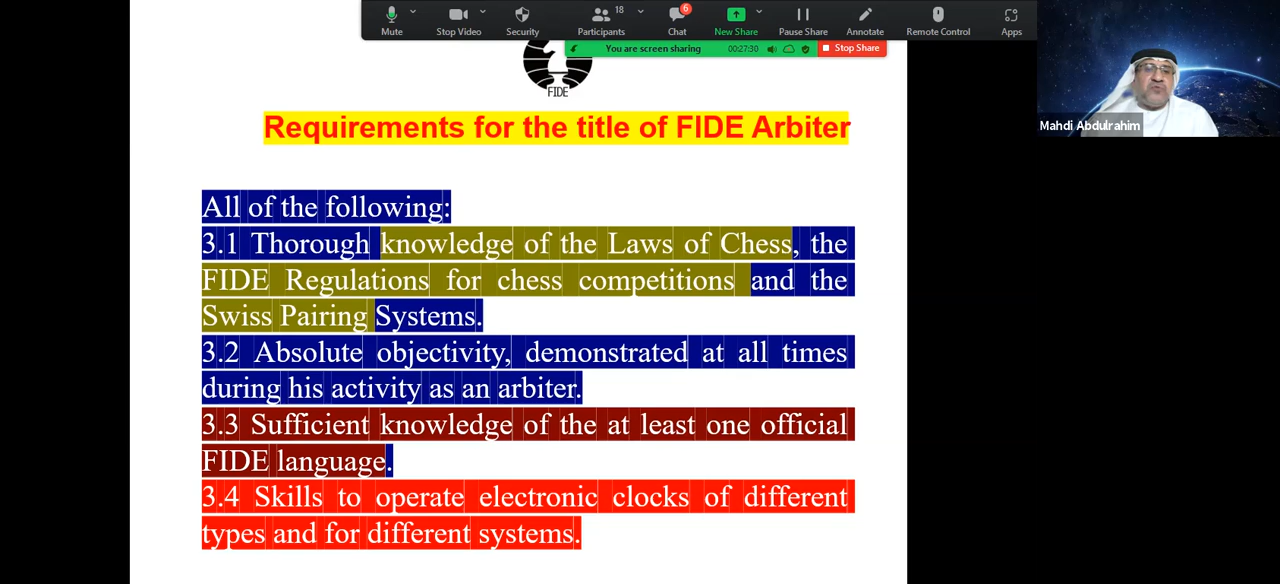 18
6
Mute
Stop Video
Security
Participants
Chat
New Share
Pause Share
Annotate
Remote Control
Apps
You are screen sharing
00:27:30
Stop Share
FIDE
Mahdi Abdulrahim
Requirements for the title of FIDE Arbiter
All of the following:
3.1 Thorough knowledge of the Laws of Chess, the
FIDE Regulations for chess competitions and the
Swiss Pairing Systems.
3.2 Absolute objectivity, demonstrated at all times
during his activity as an arbiter.
3.3 Sufficient knowledge of the at least one official
FIDE language.
3.4 Skills to operate electronic clocks of different
types and for different systems.